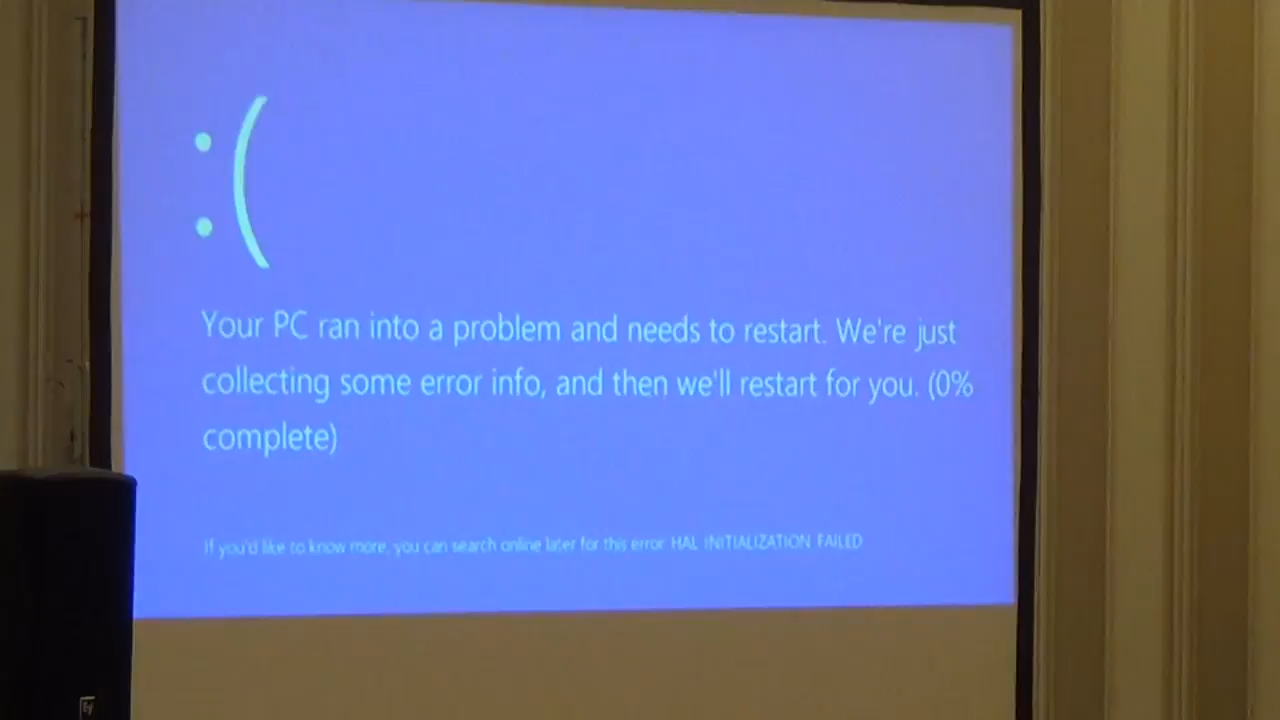 :(
Your PC ran into a problem and needs to restart. We're just
collecting some error info, and then we'll restart for you. (0%
complete)
If you'd like to know more, you can search online later for this error: HAL INITIALIZATION FAILED
EV